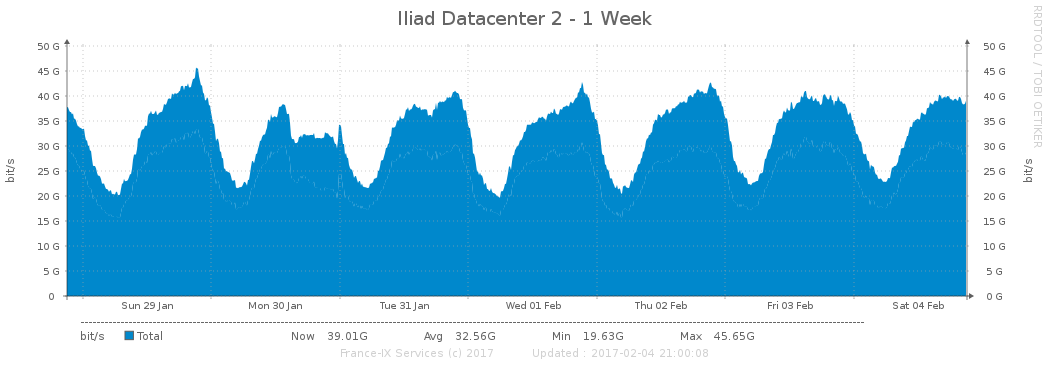 Iliad Datacenter 2 - 1 Week
RRDTOOL / TOBI OETIKER
bit/s
50 G 50 G
45 G 45 G
40 G 40 G
35 G 35 G
30 G 30 G
25 G 25 G
20 G 20 G
15 G 15 G
10 G 10 G
5 G 5 G
0 0 G
bit/s
Sun 29 Jan Mon 30 Jan Tue 31 Jan Wed 01 Feb Thu 02 Feb Fri 03 Feb Sat 04 Feb
bit/s Total Now 39.01G Avg 32.56G Min 19.63G Max 45.65G
France-IX Services (c) 2017 Updated : 2017-02-04 21:00:08